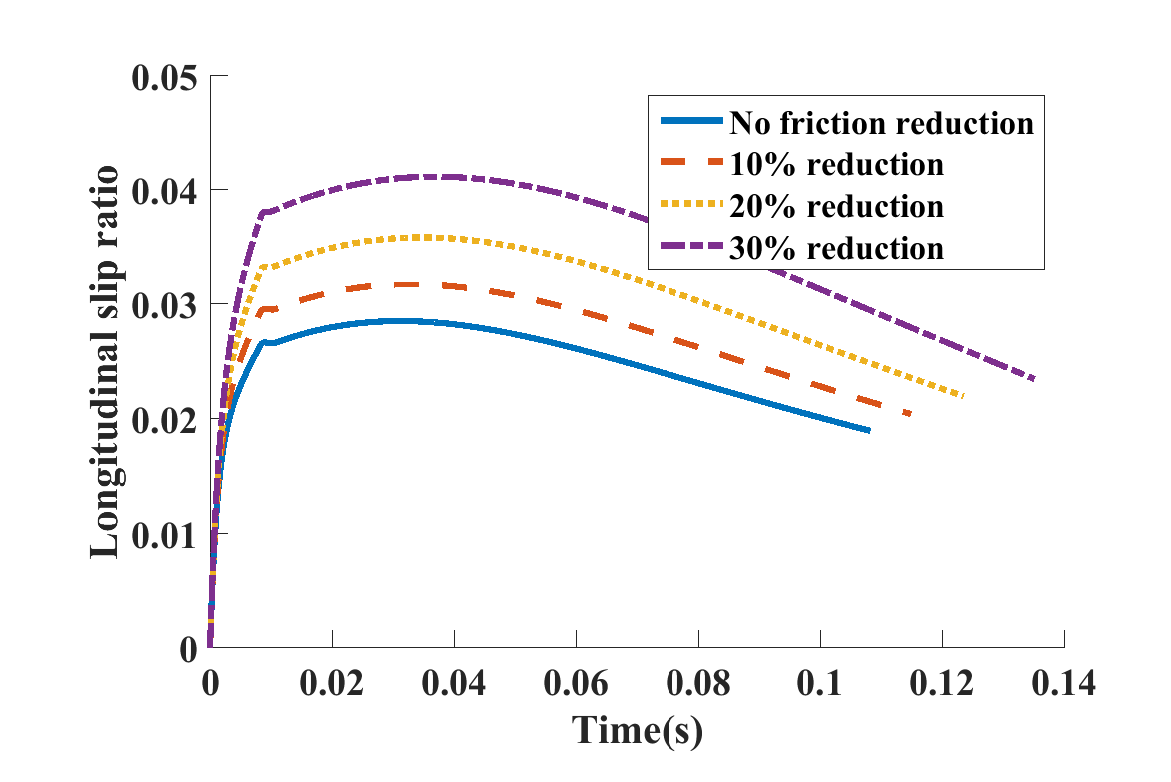 0.05
0.04
0.03
0.02
0.01
0
Longitudinal slip ratio
No friction reduction
10% reduction
20% reduction
30% reduction
0 0.02 0.04 0.06 0.08 0.1 0.12 0.14
Time(s)